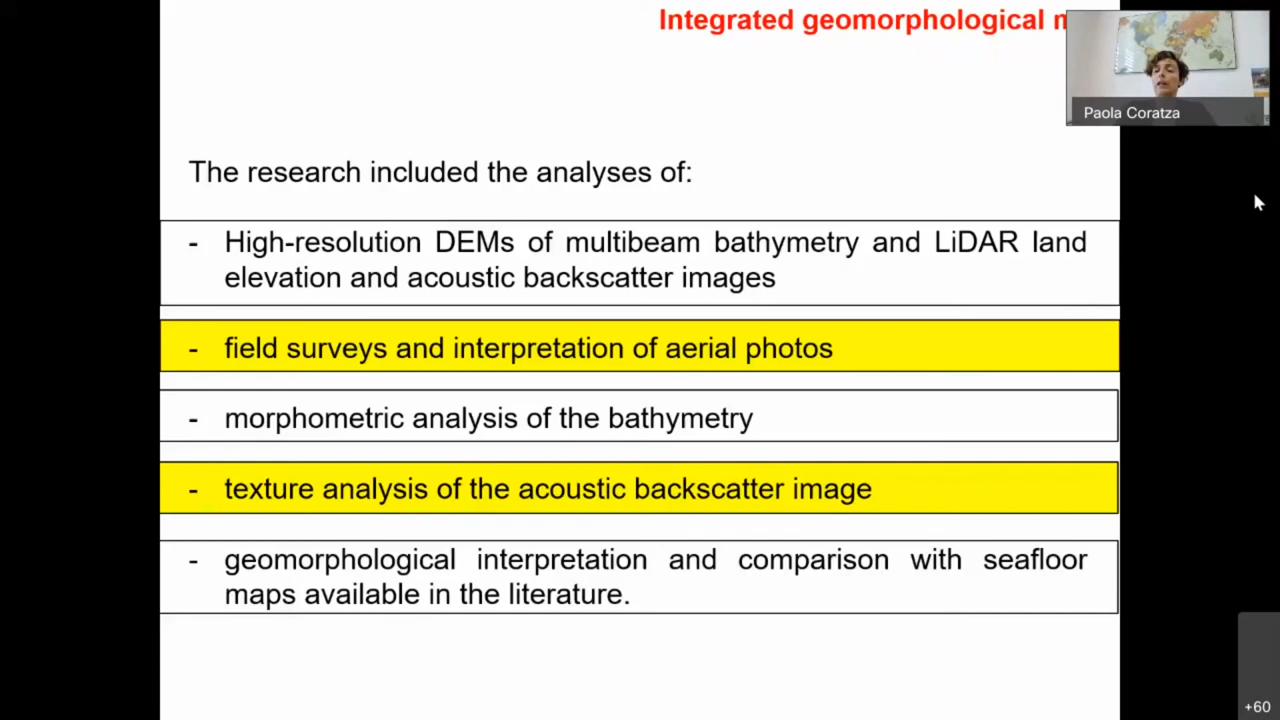 Integrated geomorphological
Paola Coratza
The research included the analyses of:
- High-resolution DEMs of multibeam bathymetry and LiDAR land
elevation and acoustic backscatter images
- field surveys and interpretation of aerial photos
- morphometric analysis of the bathymetry
- texture analysis of the acoustic backscatter image
- geomorphological interpretation and comparison with seafloor
maps available in the literature.
+60